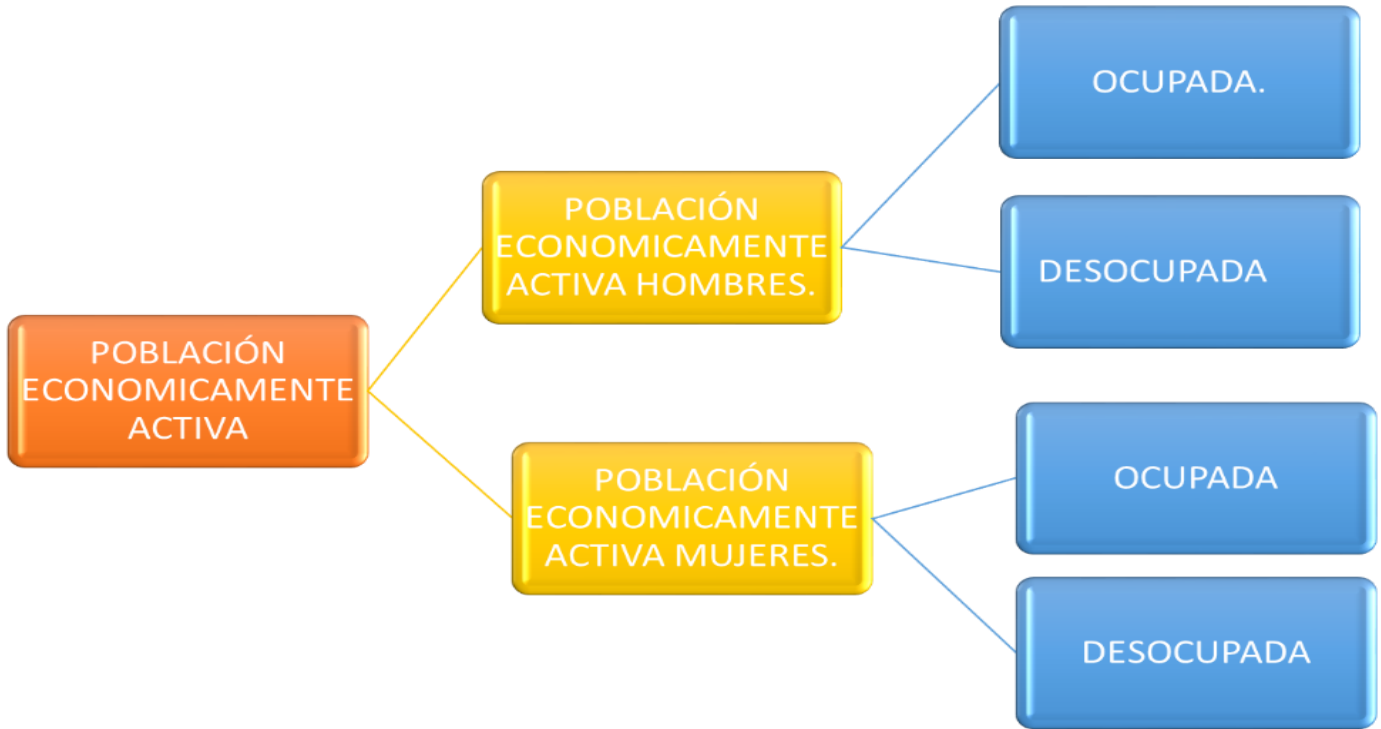 POBLACIÓN
ECONOMICAMENTE
ACTIVA
POBLACIÓN
ECONOMICAMENTE
ACTIVA HOMBRES.
OCUPADA.
DESOCUPADA
POBLACIÓN
ECONOMICAMENTE
ACTIVA MUJERES.
OCUPADA
DESOCUPADA